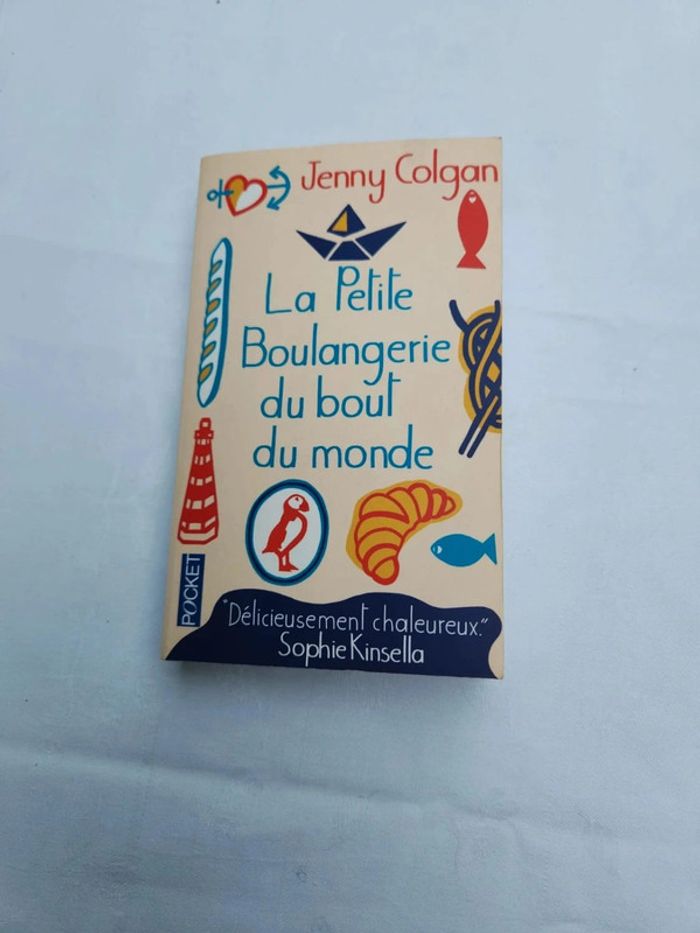 Jenny Colgan
La Petite
Boulangerie
du bout
du monde
POCKET
"Délicieusement chaleureux."
Sophie Kinsella